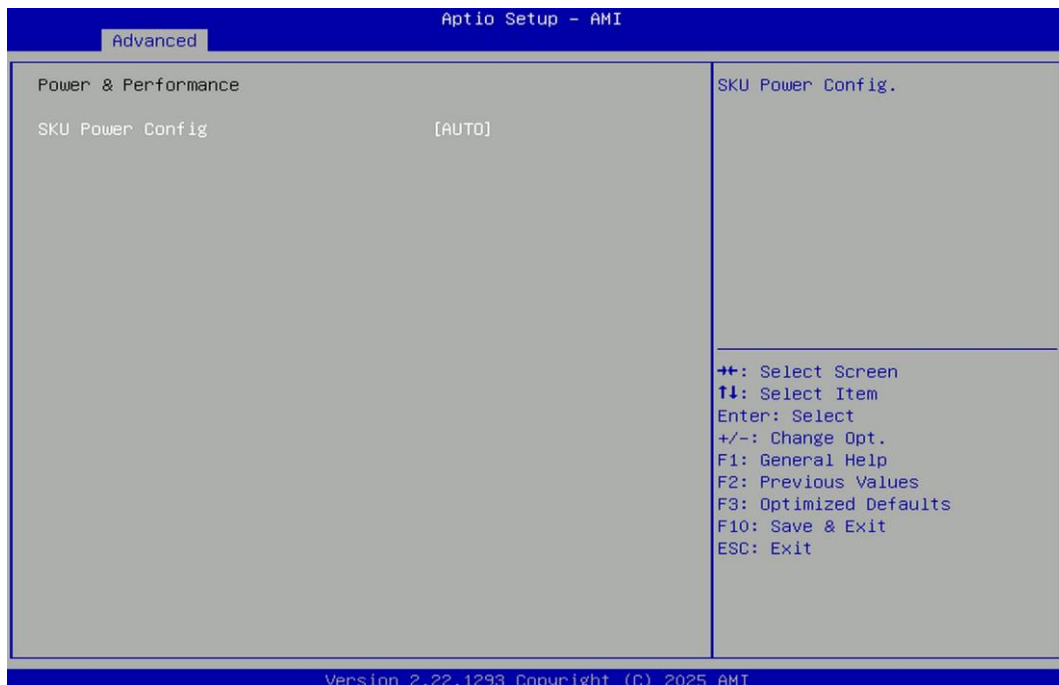 Aptio Setup - AMI
Advanced
Power & Performance
SKU Power Config [AUTO]
SKU Power Config.
→←: Select Screen
↑↓: Select Item
Enter: Select
+/-: Change Opt.
F1: General Help
F2: Previous Values
F3: Optimized Defaults
F10: Save & Exit
ESC: Exit
Version 2.22.1293 Copyright (C) 2025 AMI